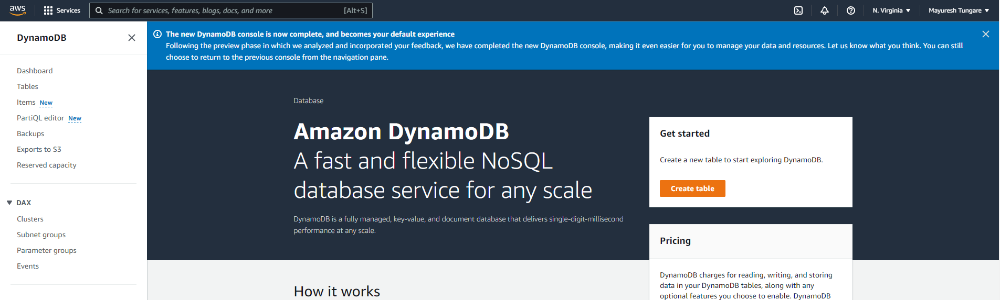 aws
Services
Search for services, features, blogs, docs, and more [Alt+S]
N. Virginia
Mayuresh Tungare
DynamoDB
Dashboard
Tables
Items New
PartiQL editor New
Backups
Exports to S3
Reserved capacity
DAX
Clusters
Subnet groups
Parameter groups
Events
The new DynamoDB console is now complete, and becomes your default experience
Following the preview phase in which we analyzed and incorporated your feedback, we have completed the new DynamoDB console, making it even easier for you to manage your data and resources. Let us know what you think. You can still
choose to return to the previous console from the navigation pane.
Database
Amazon DynamoDB
A fast and flexible NoSQL
database service for any scale
DynamoDB is a fully managed, key-value, and document database that delivers single-digit-millisecond
performance at any scale.
Get started
Create a new table to start exploring DynamoDB.
Create table
Pricing
DynamoDB charges for reading, writing, and storing
data in your DynamoDB tables, along with any
optional features you choose to enable. DynamoDB
How it works